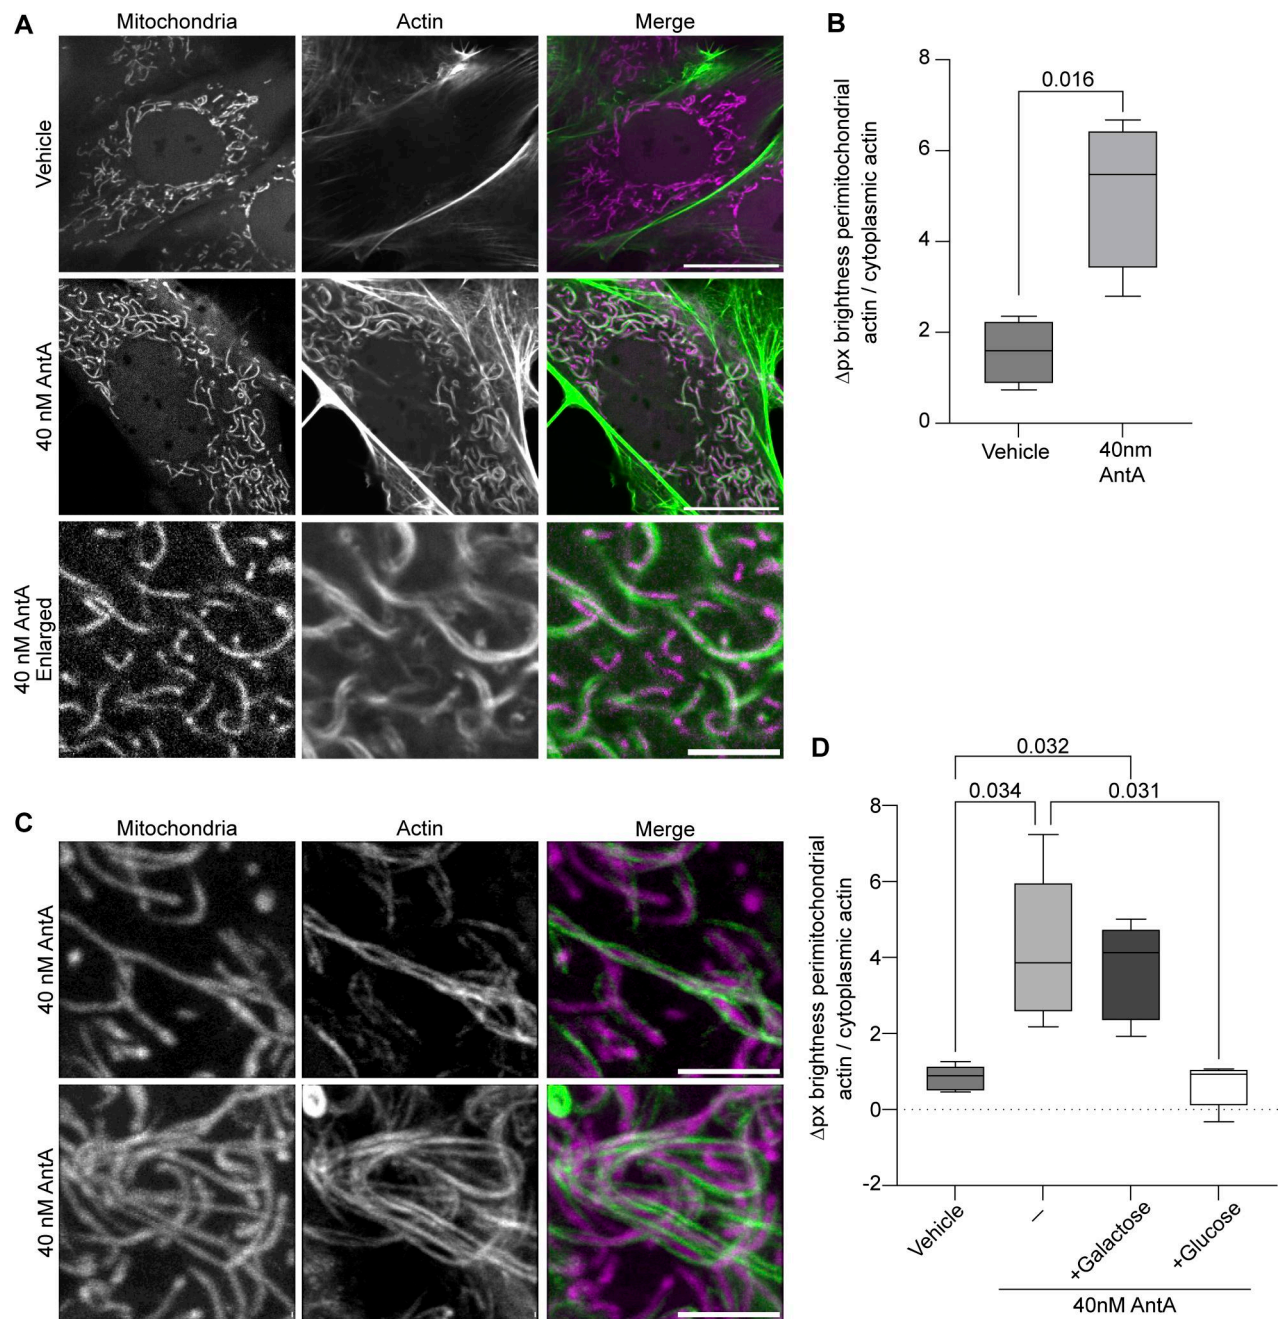 A
Mitochondria
Actin
Merge
Vehicle
40 nM AntA
40 nM AntA
Enlarged
B
8
6
4
2
0
0.016
Δpx brightness perimitochondrial
actin / cytoplasmic actin
Vehicle
40nm
AntA
C
Mitochondria
Actin
Merge
40 nM AntA
40 nM AntA
D
0.032
0.034
0.031
8
6
4
2
0
-2
Δpx brightness perimitochondrial
actin / cytoplasmic actin
Vehicle
–
+Galactose
+Glucose
40nM AntA